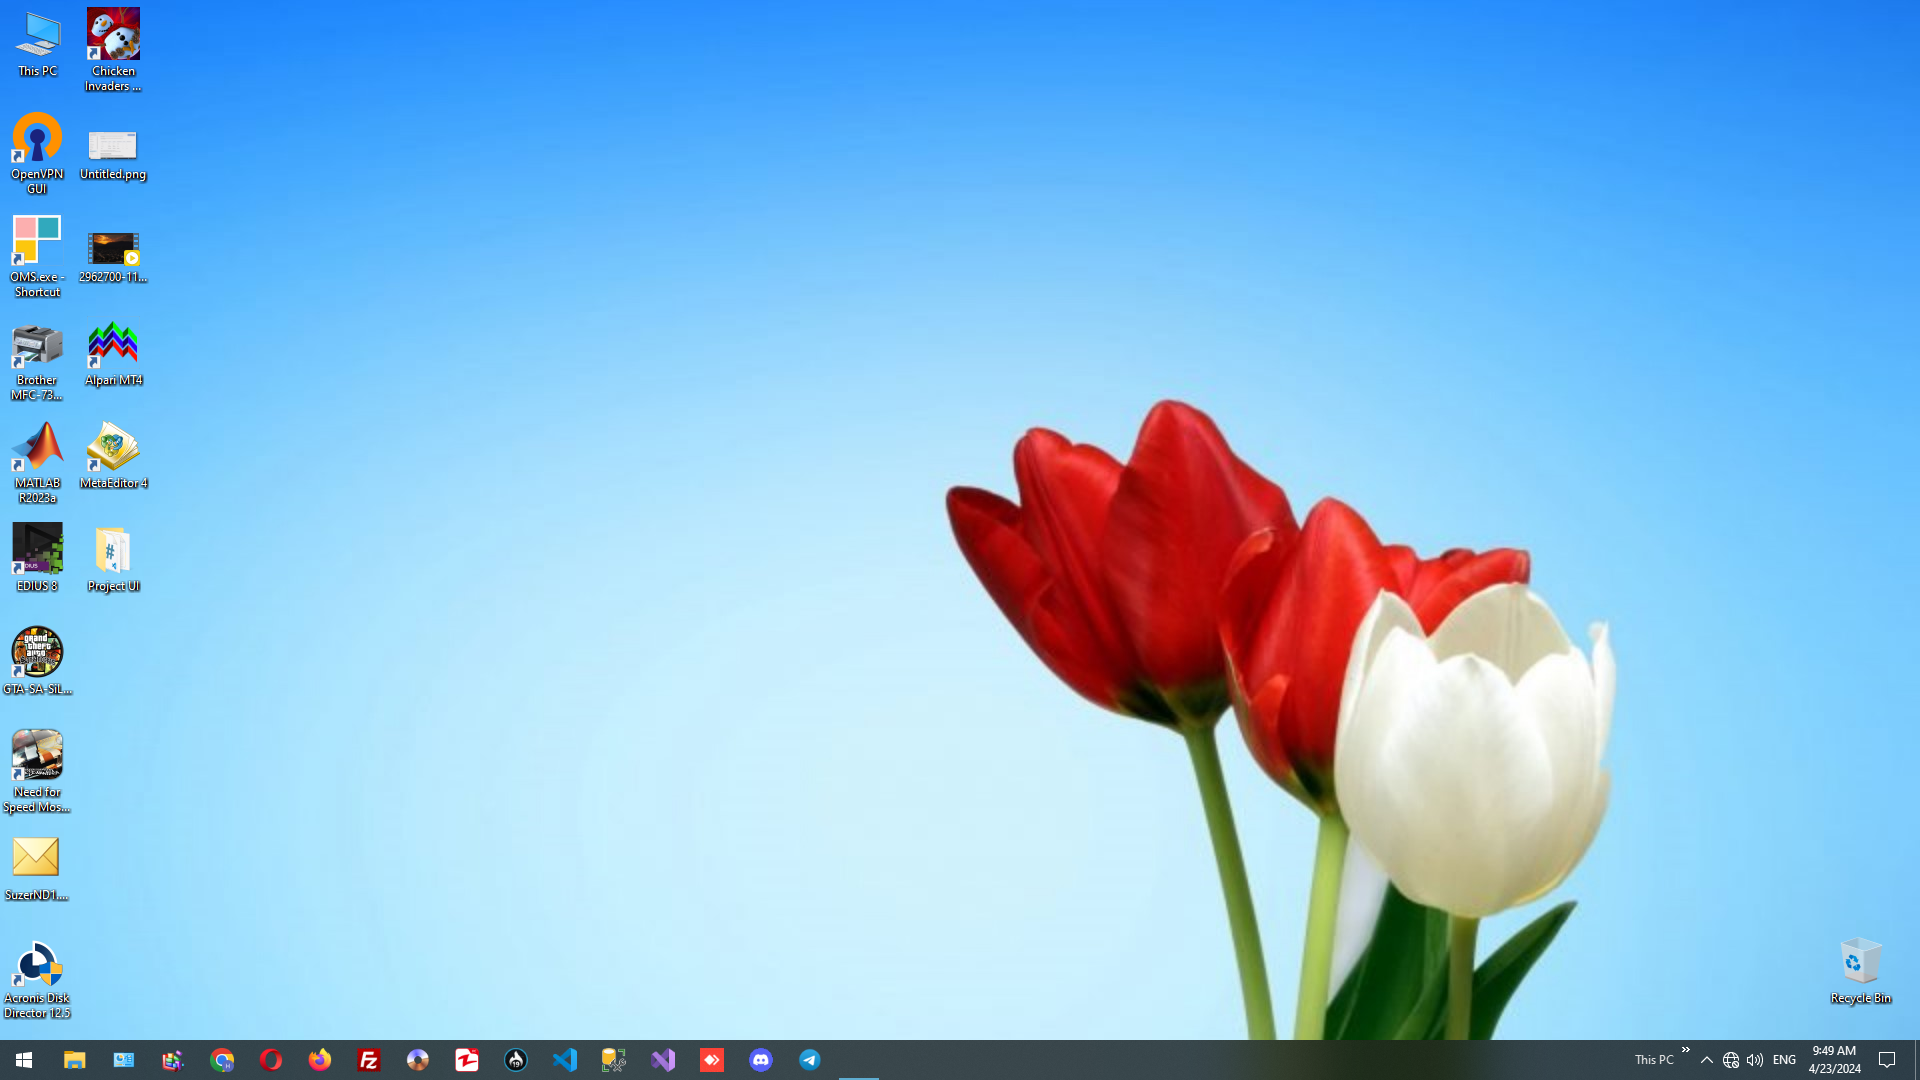 This PC
Chicken
Invaders ...
OpenVPN
GUI
Untitled.png
OMS.exe -
Shortcut
2962700-11...
Brother
MFC-73...
Alpari MT4
MATLAB
R2023a
MetaEditor 4
EDIUS 8
Project UI
GTA-SA-SiL...
Need for
Speed Mos...
SuzerND1....
Acronis Disk
Director 12.5
Recycle Bin
This PC
ENG
9:49 AM
4/23/2024